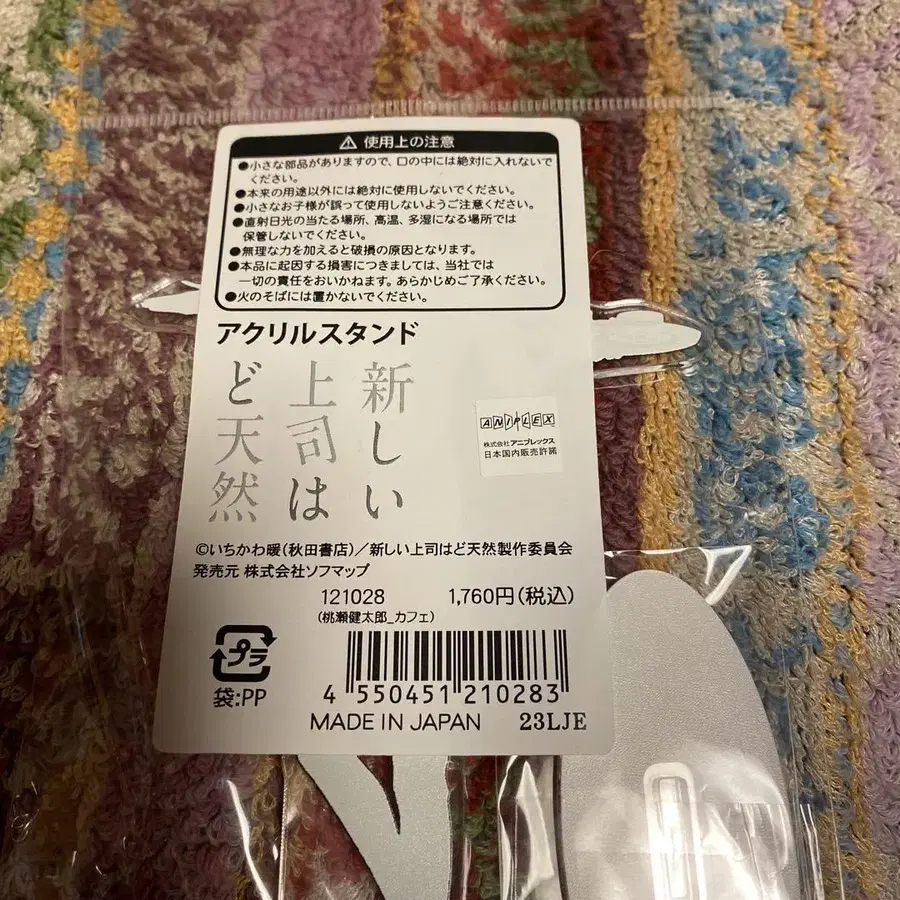 ⚠ 使用上の注意
●小さな部品がありますので、口の中には絶対に入れないで
ください。
●本来の用途以外には絶対に使用しないでください。
●小さなお子様が誤って使用しないようご注意ください。
●直射日光の当たる場所、高温、多湿になる場所では
保管しないでください。
●無理な力を加えると破損の原因となります。
●本品に起因する損害につきましては、当社では
一切の責任をおいかねます。あらかじめご了承ください。
●火のそばには置かないでください。
アクリルスタンド
新しい
上司は
ど天然
ANIPLEX
株式会社アニプレックス
日本国内販売許諾
©いちかわ暖(秋田書店)/新しい上司はど天然製作委員会
発売元 株式会社ソフマップ
121028 1,760円(税込)
(桃瀬健太郎_カフェ)
プラ
袋:PP
4 550451 210283
MADE IN JAPAN 23LJE